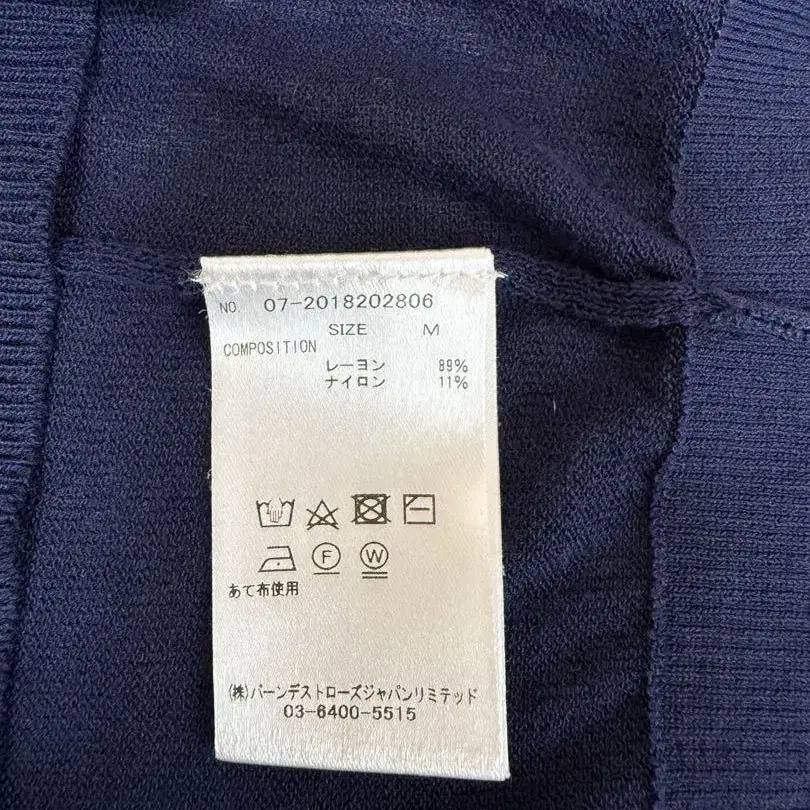 NO. 07-2018202806
SIZE M
COMPOSITION
レーヨン 89%
ナイロン 11%
F W
あて布使用
(株)バーンデストローズジャパンリミテッド
03-6400-5515